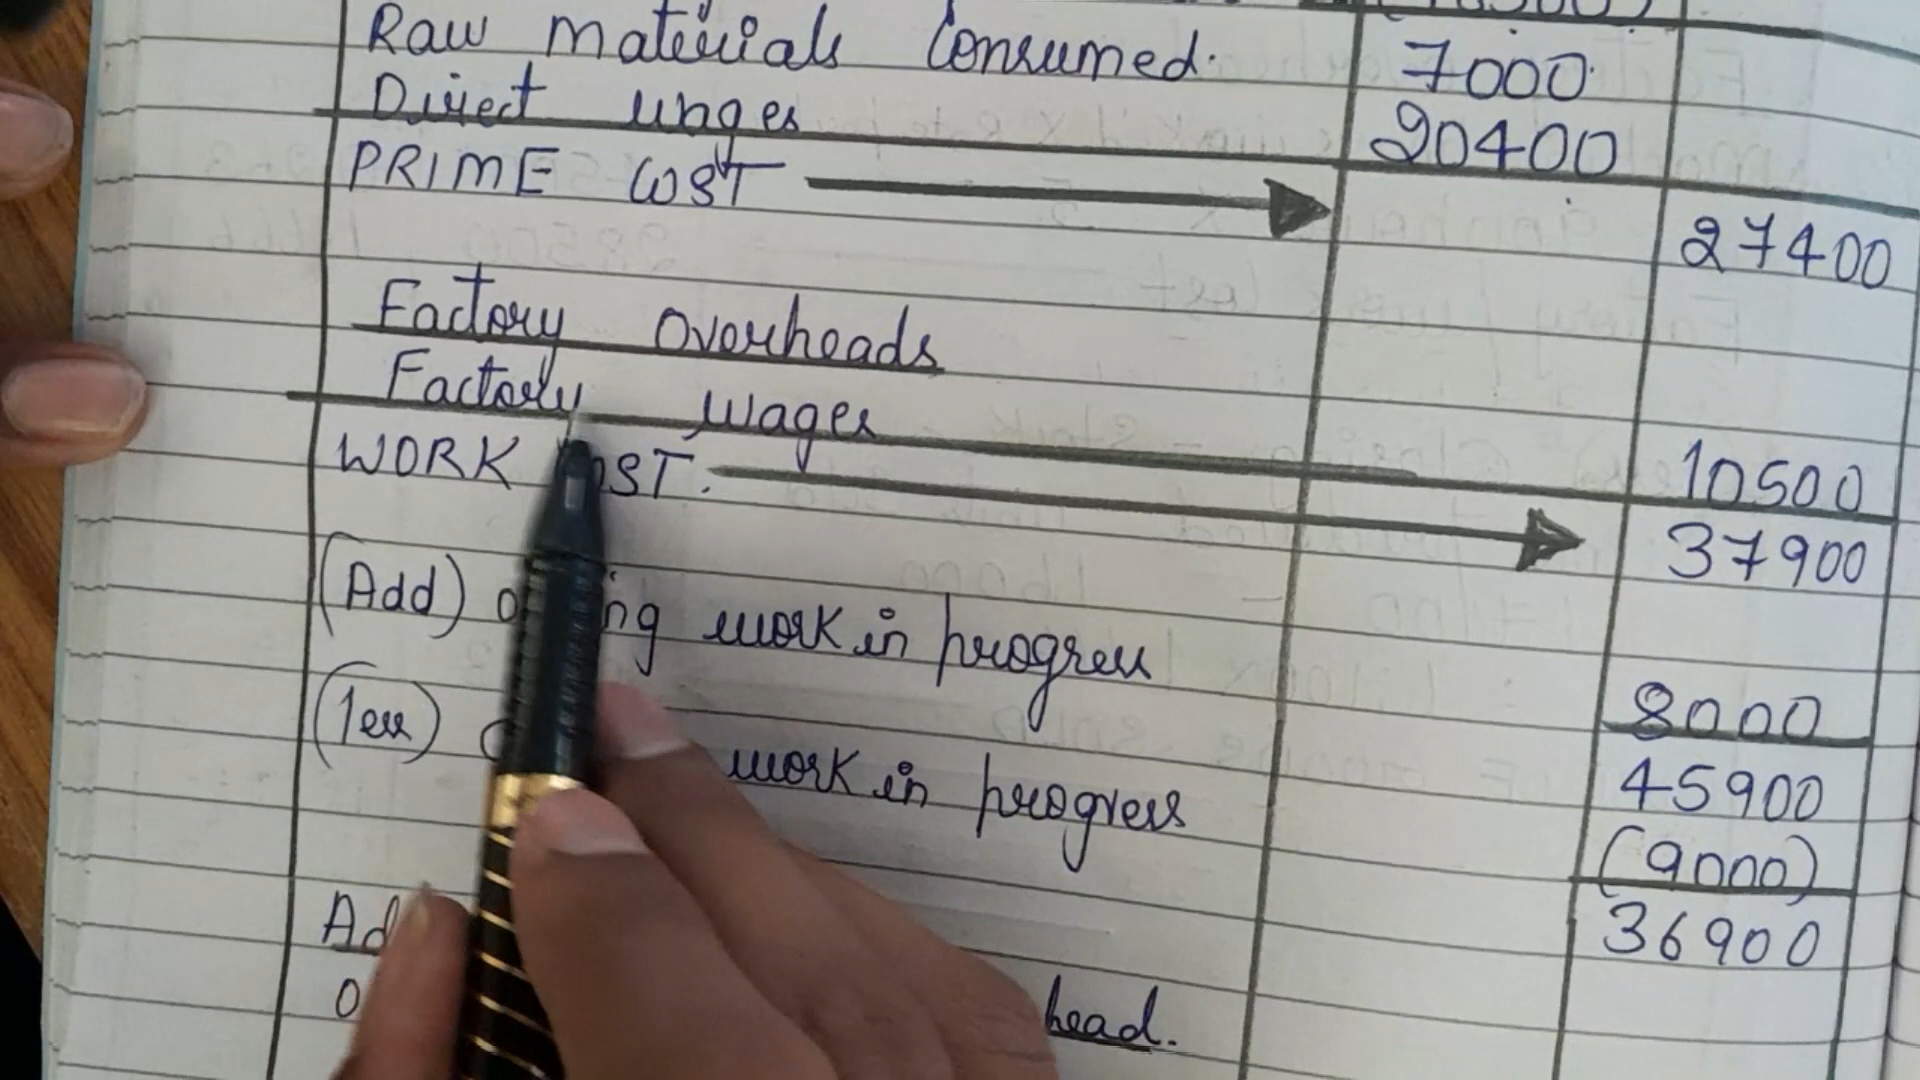 Raw materials Consumed. 7000
Direct wages 20400
PRIME COST 27400
Factory Overheads
Factory wages 10500
WORK COST. 37900
(Add) work in progress 8000
45900
(less) work in progress (9000)
36900
head.